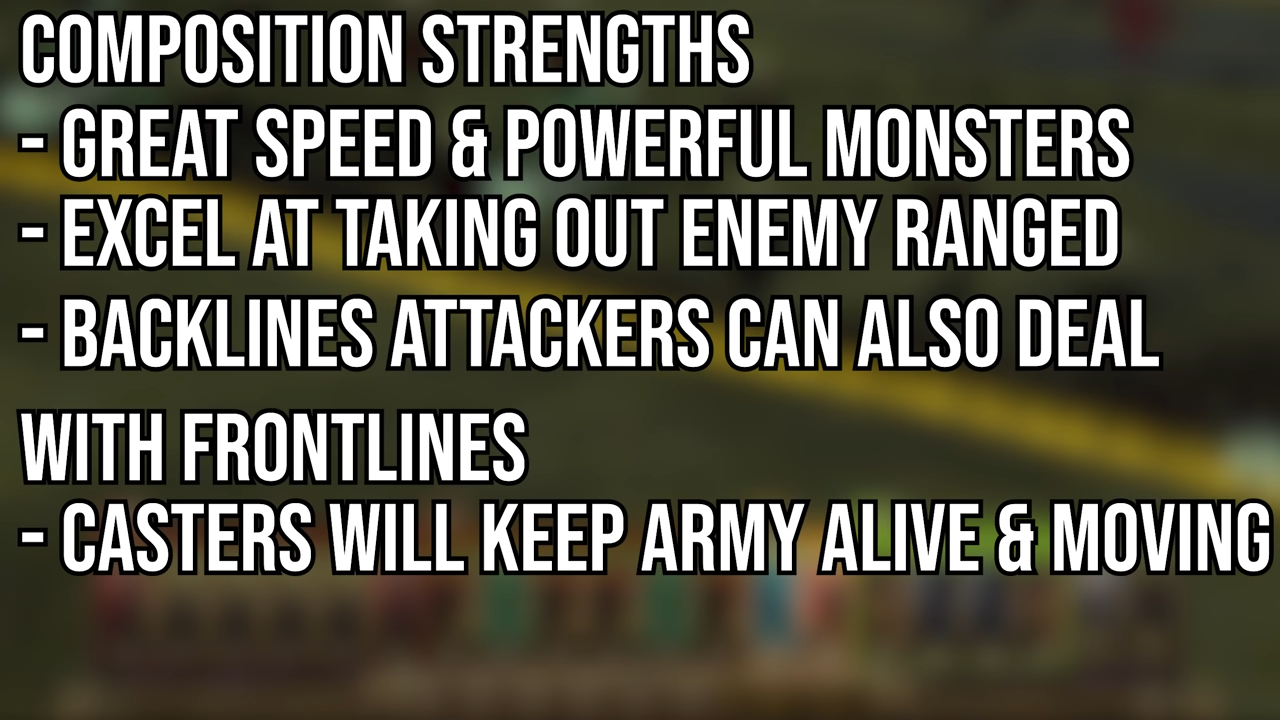 COMPOSITION STRENGTHS
- GREAT SPEED & POWERFUL MONSTERS
- EXCEL AT TAKING OUT ENEMY RANGED
- BACKLINES ATTACKERS CAN ALSO DEAL
WITH FRONTLINES
- CASTERS WILL KEEP ARMY ALIVE & MOVING